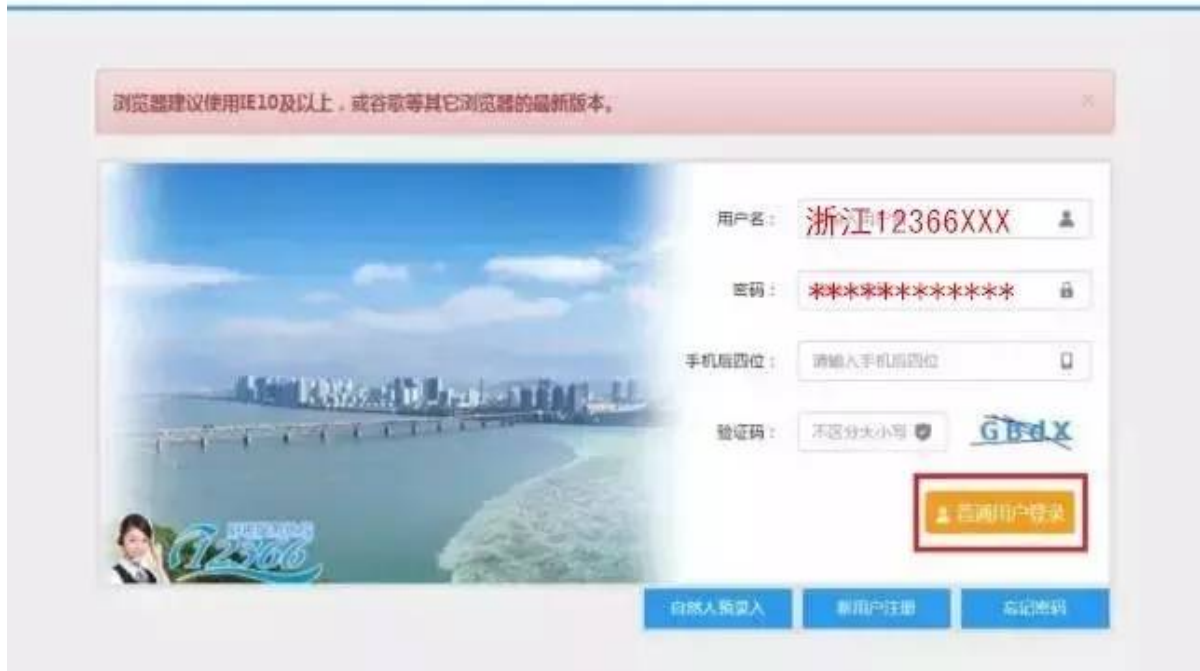 浏览器建议使用IE10及以上，或谷歌等其它浏览器的最新版本。
用户名：
浙江12366XXX
密码：
************
手机后四位：
请输入手机后四位
验证码：
不区分大小写
GBdX
普通用户登录
12366
自然人预录入
新用户注册
忘记密码